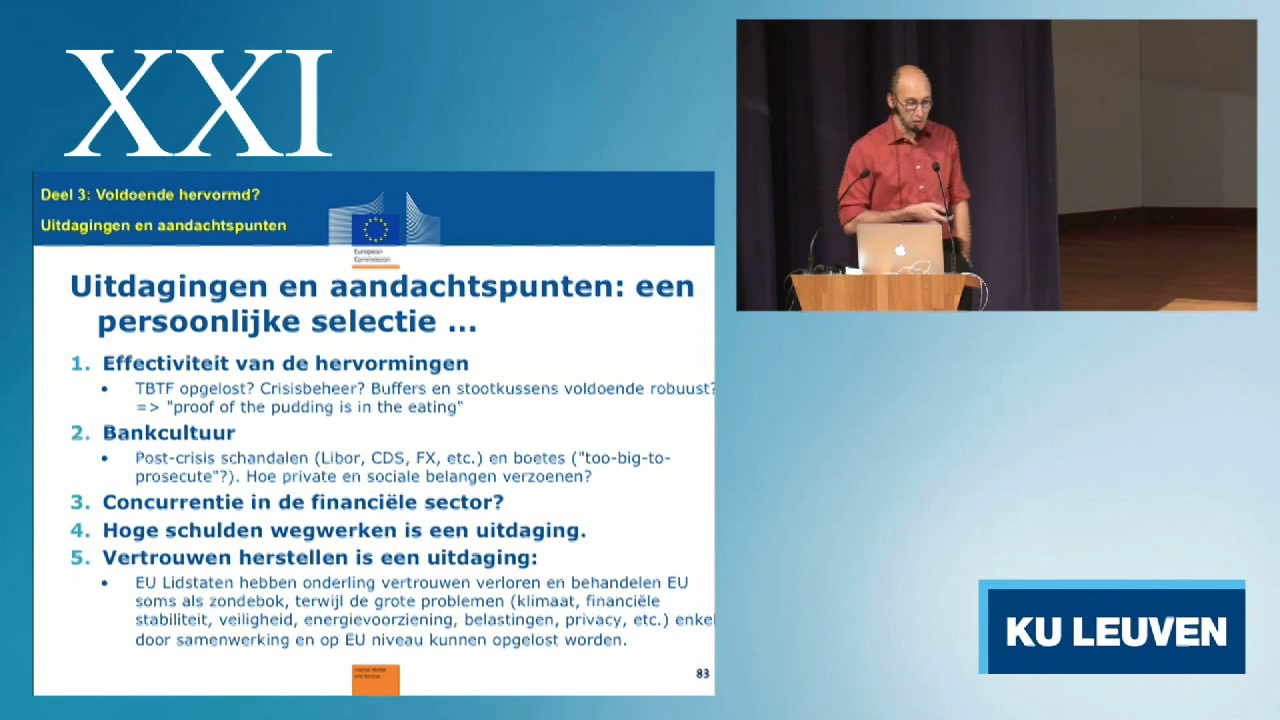 XXI
Deel 3: Voldoende hervormd?
Uitdagingen en aandachtspunten
European
Commission
Uitdagingen en aandachtspunten: een
persoonlijke selectie ...
1. Effectiviteit van de hervormingen
• TBTF opgelost? Crisisbeheer? Buffers en stootkussens voldoende robuust?
=> "proof of the pudding is in the eating"
2. Bankcultuur
• Post-crisis schandalen (Libor, CDS, FX, etc.) en boetes ("too-big-to-
prosecute"?). Hoe private en sociale belangen verzoenen?
3. Concurrentie in de financiële sector?
4. Hoge schulden wegwerken is een uitdaging.
5. Vertrouwen herstellen is een uitdaging:
• EU Lidstaten hebben onderling vertrouwen verloren en behandelen EU
soms als zondebok, terwijl de grote problemen (klimaat, financiële
stabiliteit, veiligheid, energievoorziening, belastingen, privacy, etc.) enkel
door samenwerking en op EU niveau kunnen opgelost worden.
83
KU LEUVEN